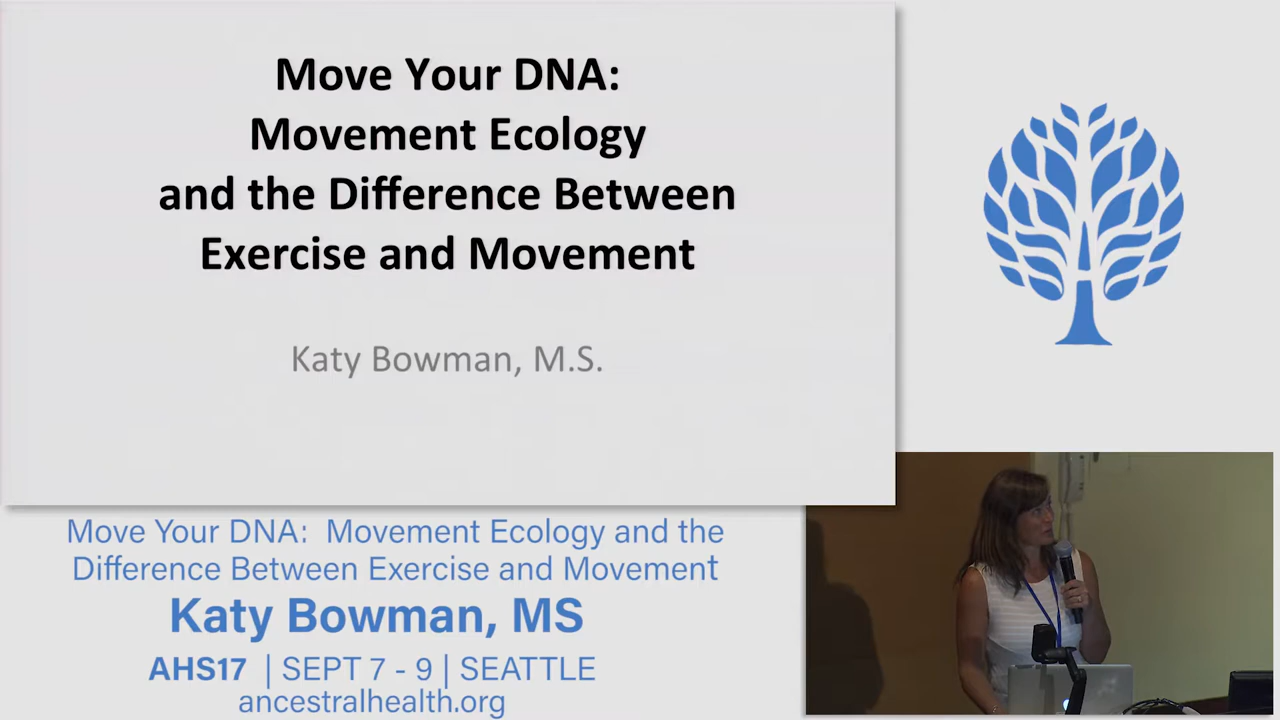 Move Your DNA:
Movement Ecology
and the Difference Between
Exercise and Movement
Katy Bowman, M.S.
Move Your DNA:  Movement Ecology and the
Difference Between Exercise and Movement
Katy Bowman, MS
AHS17 | SEPT 7 - 9 | SEATTLE
ancestralhealth.org